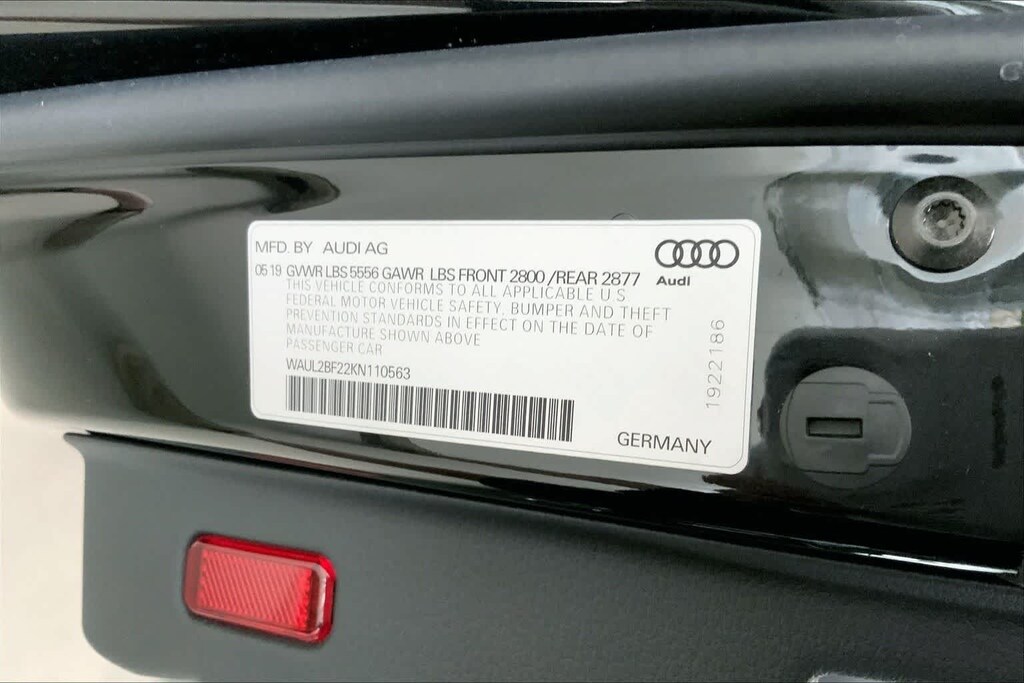 MFD. BY AUDI AG
0519 GVWR LBS 5556 GAWR LBS FRONT 2800 /REAR 2877
Audi
THIS VEHICLE CONFORMS TO ALL APPLICABLE U.S
FEDERAL MOTOR VEHICLE SAFETY, BUMPER AND THEFT
PREVENTION STANDARDS IN EFFECT ON THE DATE OF
MANUFACTURE SHOWN ABOVE
PASSENGER CAR
WAUL2BF22KN110563
1922186
GERMANY